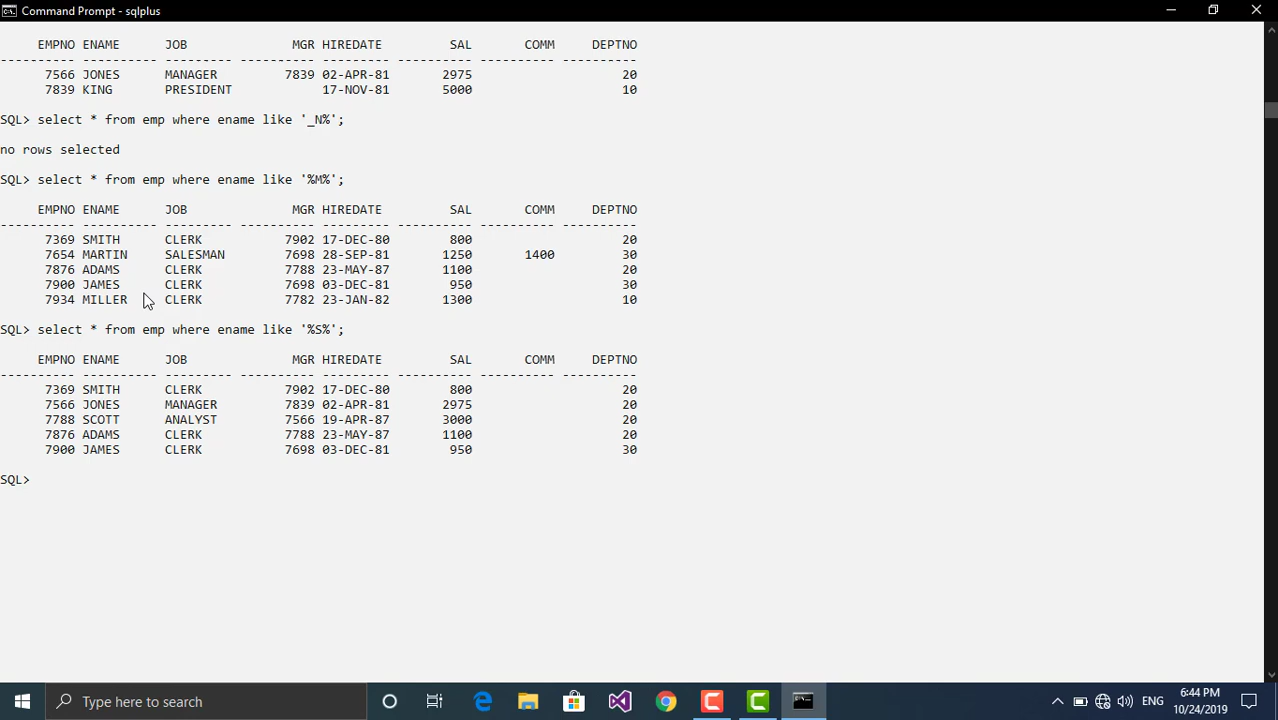 Command Prompt - sqlplus
EMPNO ENAME JOB MGR HIREDATE SAL COMM DEPTNO
---------- ---------- --------- ---------- --------- ---------- ---------- ----------
7566 JONES MANAGER 7839 02-APR-81 2975 20
7839 KING PRESIDENT 17-NOV-81 5000 10
SQL> select * from emp where ename like '_N%';
no rows selected
SQL> select * from emp where ename like '%M%';
EMPNO ENAME JOB MGR HIREDATE SAL COMM DEPTNO
---------- ---------- --------- ---------- --------- ---------- ---------- ----------
7369 SMITH CLERK 7902 17-DEC-80 800 20
7654 MARTIN SALESMAN 7698 28-SEP-81 1250 1400 30
7876 ADAMS CLERK 7788 23-MAY-87 1100 20
7900 JAMES CLERK 7698 03-DEC-81 950 30
7934 MILLER CLERK 7782 23-JAN-82 1300 10
SQL> select * from emp where ename like '%S%';
EMPNO ENAME JOB MGR HIREDATE SAL COMM DEPTNO
---------- ---------- --------- ---------- --------- ---------- ---------- ----------
7369 SMITH CLERK 7902 17-DEC-80 800 20
7566 JONES MANAGER 7839 02-APR-81 2975 20
7788 SCOTT ANALYST 7566 19-APR-87 3000 20
7876 ADAMS CLERK 7788 23-MAY-87 1100 20
7900 JAMES CLERK 7698 03-DEC-81 950 30
SQL>
Type here to search
ENG
6:44 PM
10/24/2019